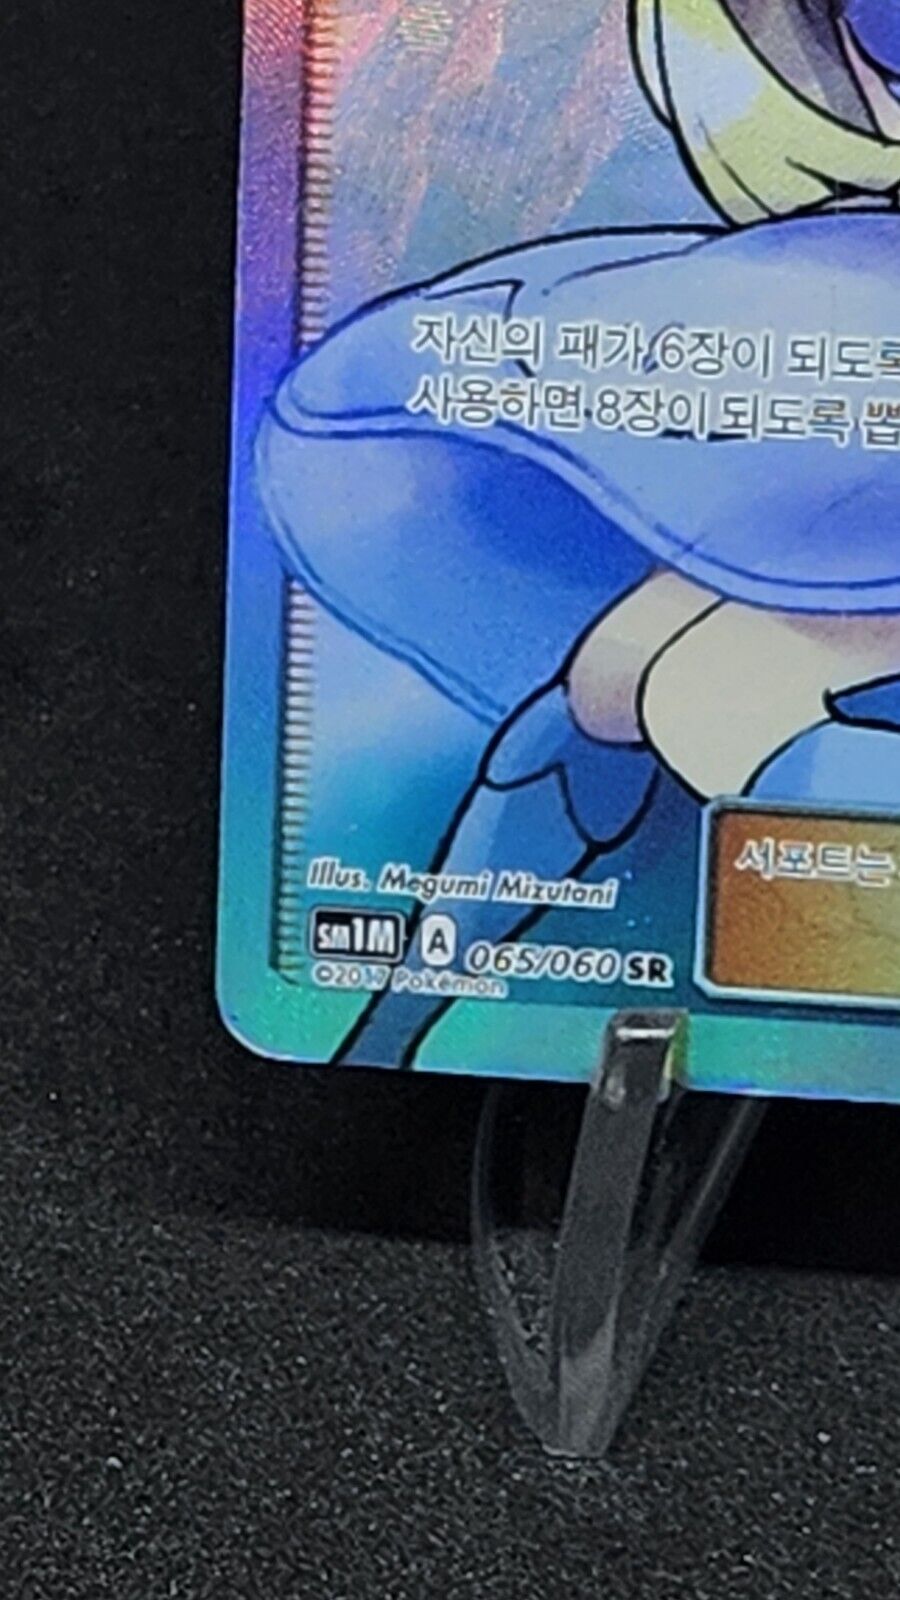 자신의 패가 6장이 되도록
사용하면 8장이 되도록 뽑
서포트는
Illus. Megumi Mizutani
sm1M A 065/060 SR
©2017 Pokémon